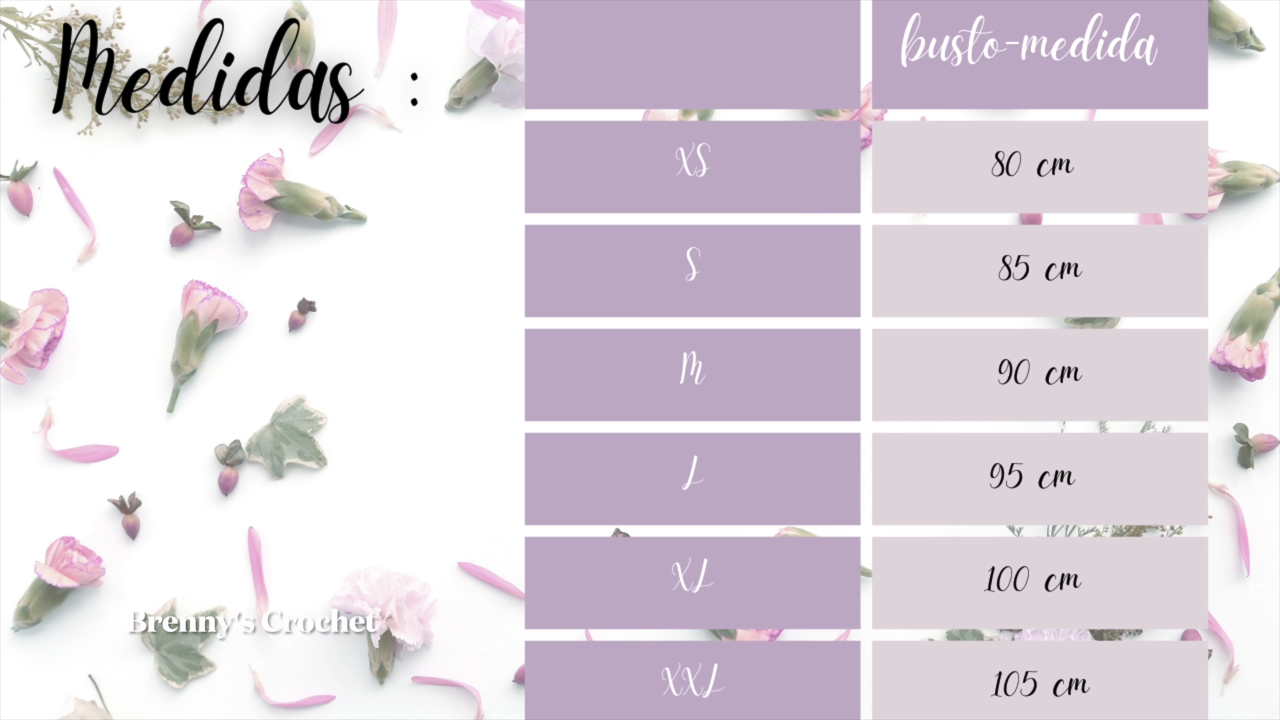 Medidas :
busto-medida
XS 80 cm
S 85 cm
M 90 cm
L 95 cm
XL 100 cm
XXL 105 cm
Brenny's Crochet